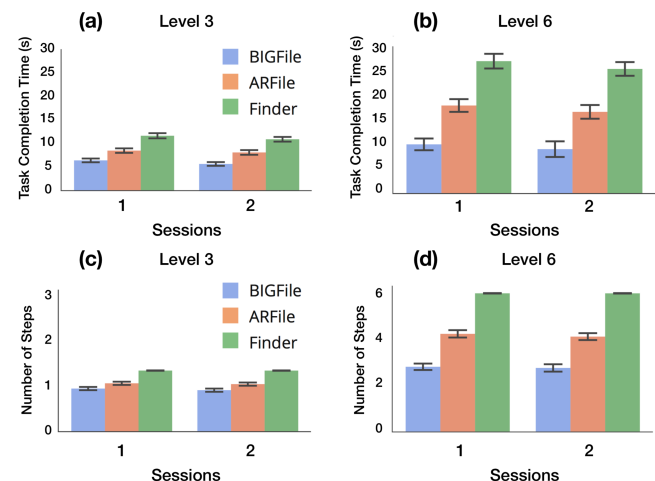 (a) Level 3
Task Completion Time (s)
30
25
20
15
10
5
0
BIGFile
ARFile
Finder
1 2
Sessions
(b) Level 6
Task Completion Time (s)
30
25
20
15
10
5
0
1 2
Sessions
(c) Level 3
Number of Steps
3
2
1
0
BIGFile
ARFile
Finder
1 2
Sessions
(d) Level 6
Number of Steps
6
4
2
0
1 2
Sessions